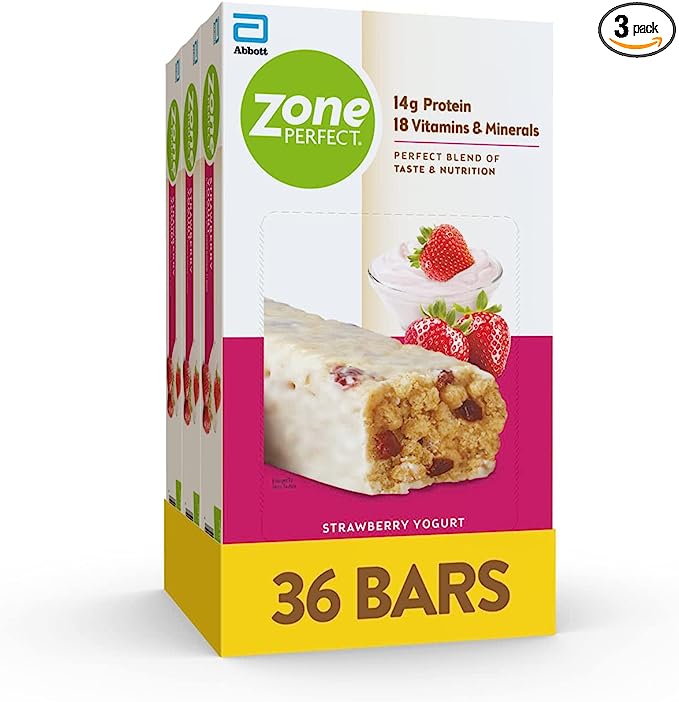 3 pack
Abbott
Zone
PERFECT®
14g Protein
18 Vitamins & Minerals
PERFECT BLEND OF
TASTE & NUTRITION
STRAWBERRY YOGURT
36 BARS